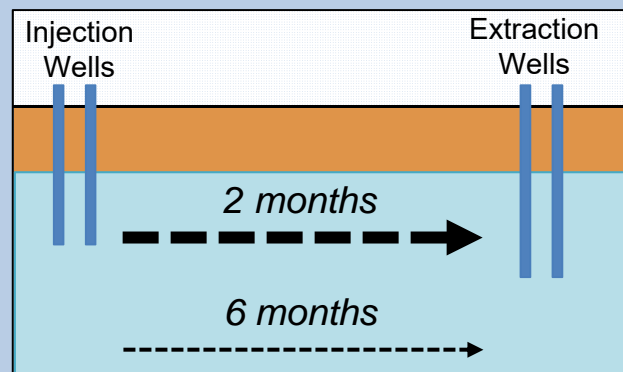 Injection
Wells
Extraction
Wells
2 months
6 months